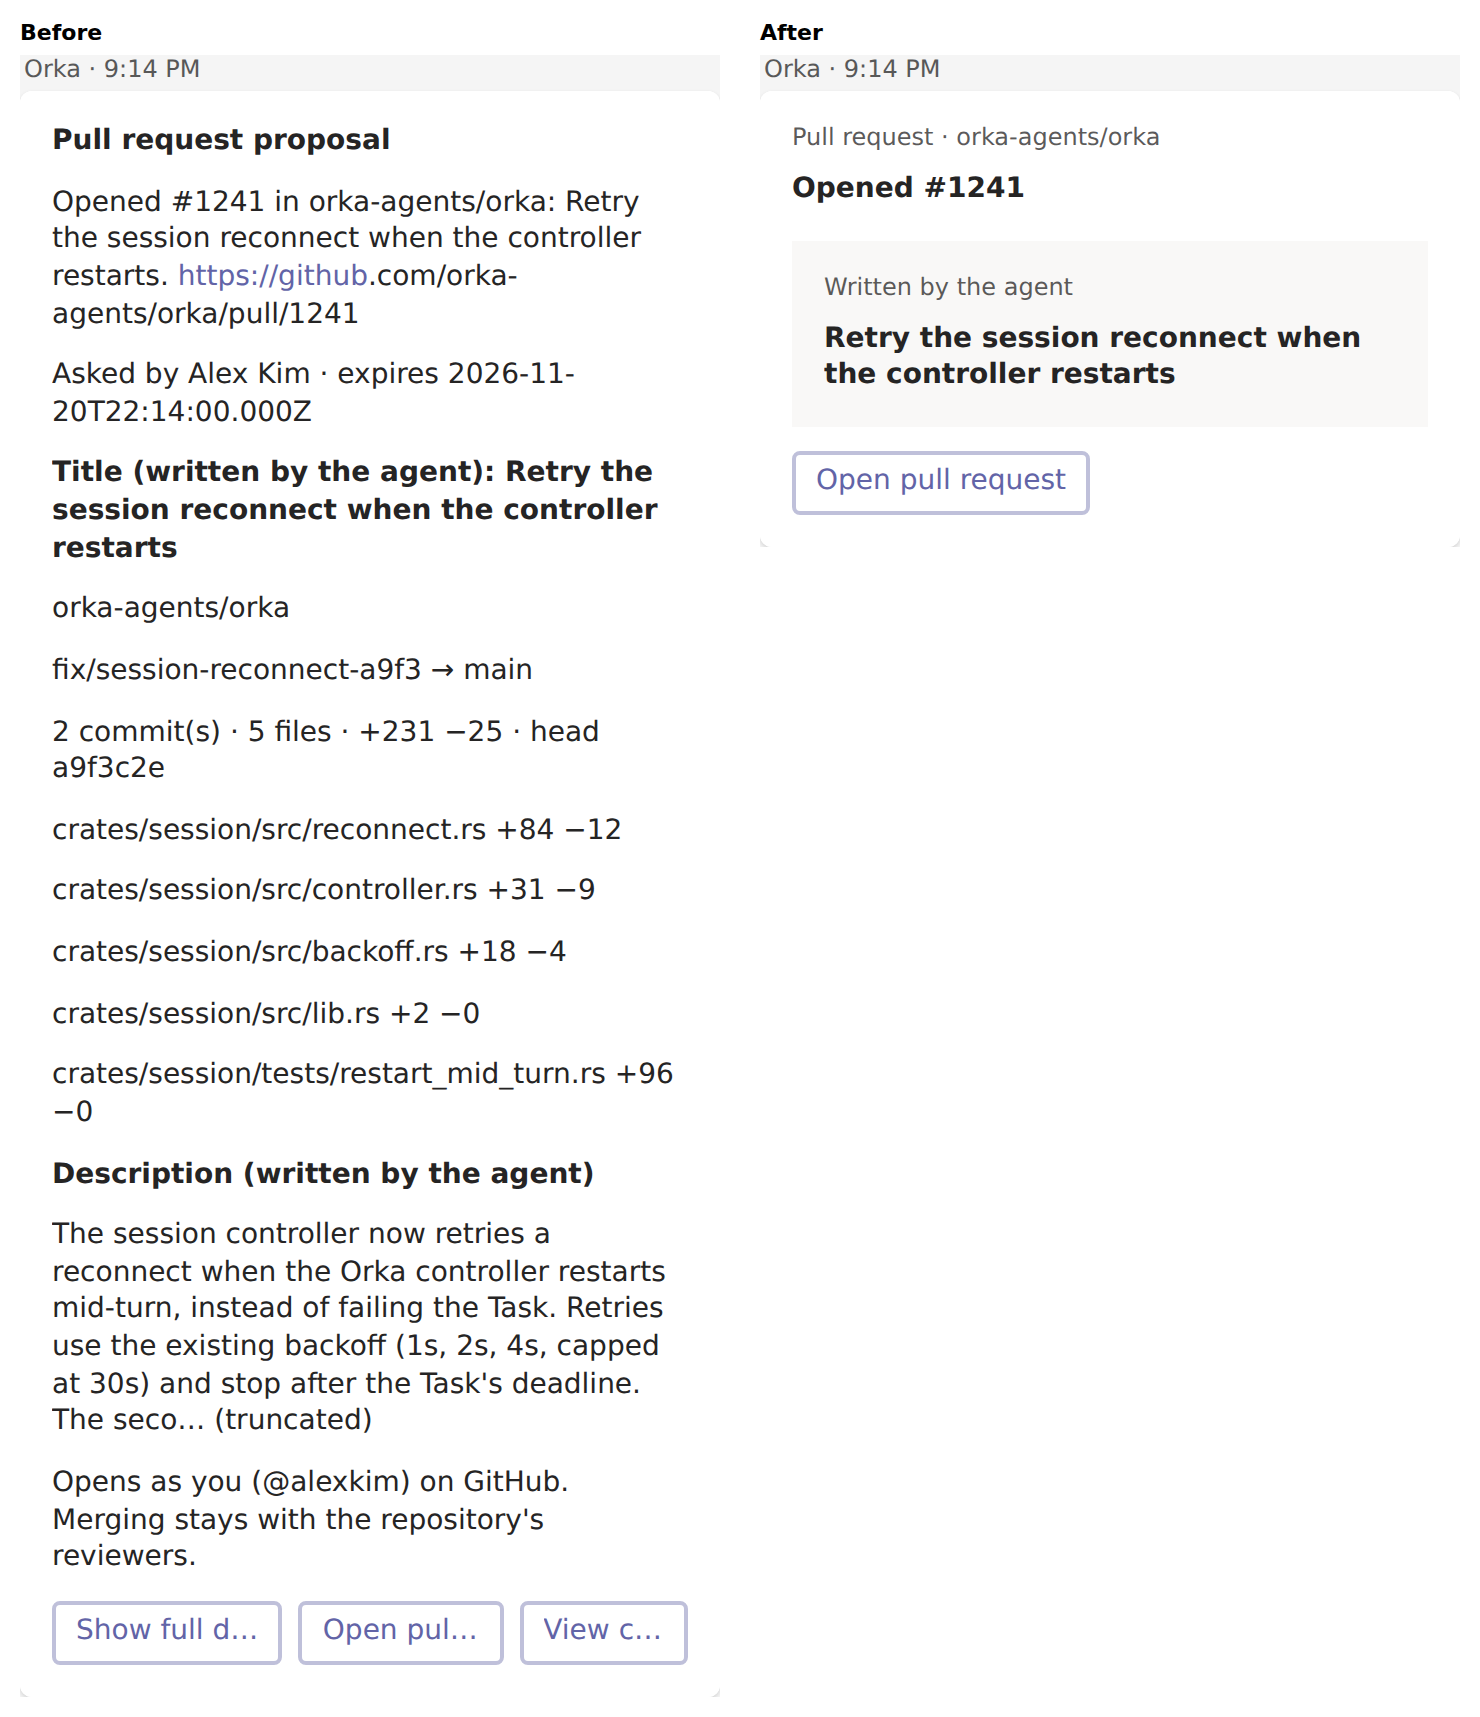 Before
Orka · 9:14 PM
Pull request proposal
Opened #1241 in orka-agents/orka: Retry
the session reconnect when the controller
restarts. https://github.com/orka-
agents/orka/pull/1241
Asked by Alex Kim · expires 2026-11-
20T22:14:00.000Z
Title (written by the agent): Retry the
session reconnect when the controller
restarts
orka-agents/orka
fix/session-reconnect-a9f3 → main
2 commit(s) · 5 files · +231 −25 · head
a9f3c2e
crates/session/src/reconnect.rs +84 −12
crates/session/src/controller.rs +31 −9
crates/session/src/backoff.rs +18 −4
crates/session/src/lib.rs +2 −0
crates/session/tests/restart_mid_turn.rs +96
−0
Description (written by the agent)
The session controller now retries a
reconnect when the Orka controller restarts
mid-turn, instead of failing the Task. Retries
use the existing backoff (1s, 2s, 4s, capped
at 30s) and stop after the Task's deadline.
The seco… (truncated)
Opens as you (@alexkim) on GitHub.
Merging stays with the repository's
reviewers.
Show full d…
Open pul…
View c…
After
Orka · 9:14 PM
Pull request · orka-agents/orka
Opened #1241
Written by the agent
Retry the session reconnect when
the controller restarts
Open pull request